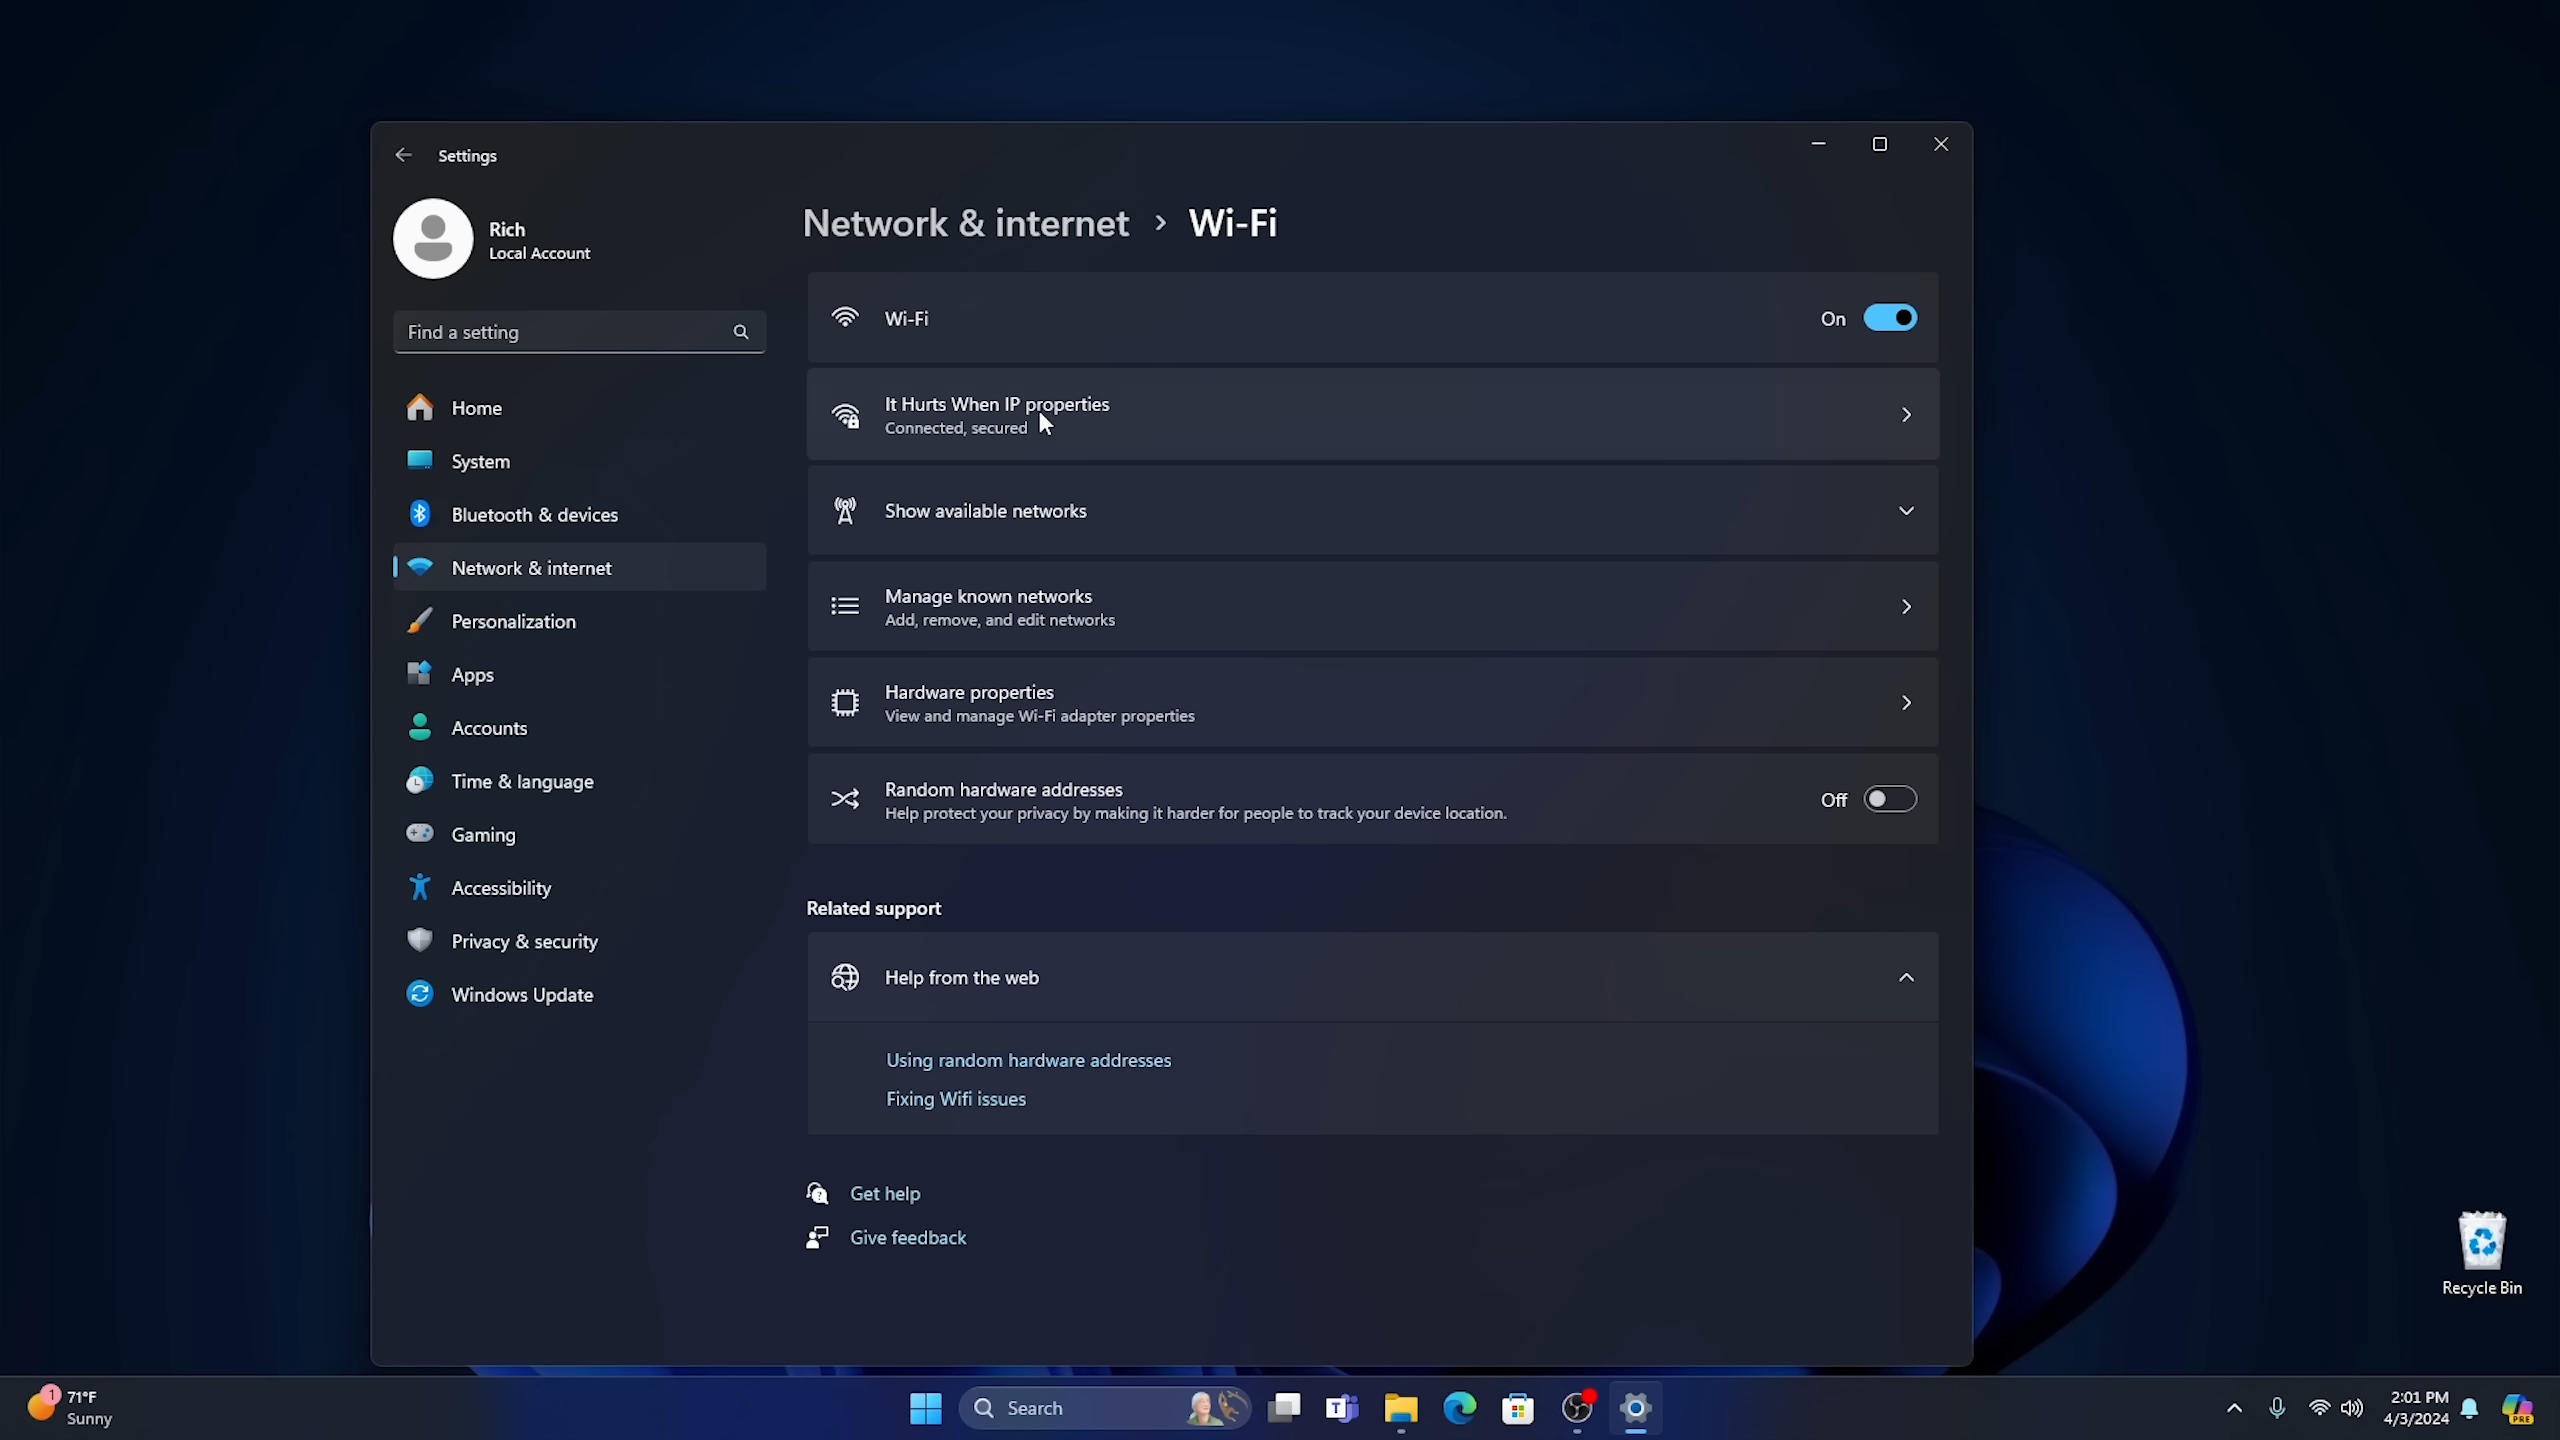 Settings
Rich
Local Account
Find a setting
Home
System
Bluetooth & devices
Network & internet
Personalization
Apps
Accounts
Time & language
Gaming
Accessibility
Privacy & security
Windows Update
Network & internet > Wi-Fi
Wi-Fi
On
It Hurts When IP properties
Connected, secured
Show available networks
Manage known networks
Add, remove, and edit networks
Hardware properties
View and manage Wi-Fi adapter properties
Random hardware addresses
Help protect your privacy by making it harder for people to track your device location.
Off
Related support
Help from the web
Using random hardware addresses
Fixing Wifi issues
Get help
Give feedback
Recycle Bin
1
71°F
Sunny
Search
T
2:01 PM
4/3/2024
PRE